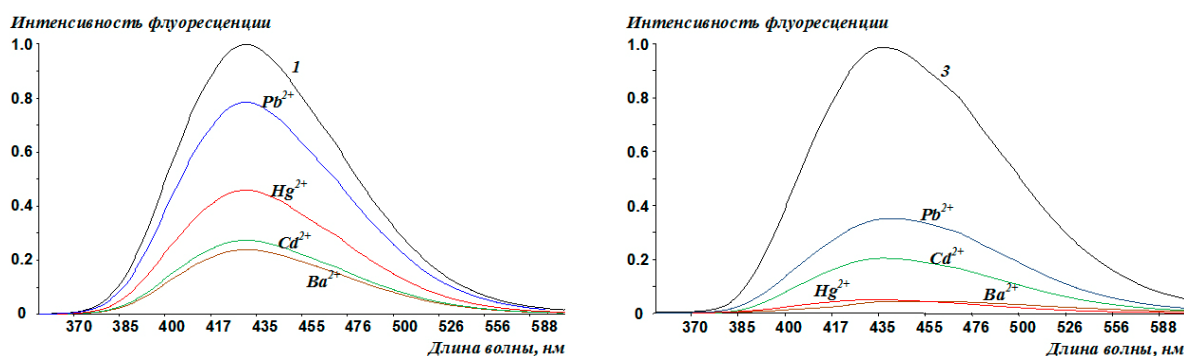 Интенсивность флуоресценции
1.0
0.8
0.6
0.4
0.2
0
1
Pb2+
Hg2+
Cd2+
Ba2+
370 385 400 417 435 455 476 500 526 556 588
Длина волны, нм
Интенсивность флуоресценции
1.0
0.8
0.6
0.4
0.2
0
3
Pb2+
Cd2+
Hg2+
Ba2+
370 385 400 417 435 455 476 500 526 556 588
Длина волны, нм